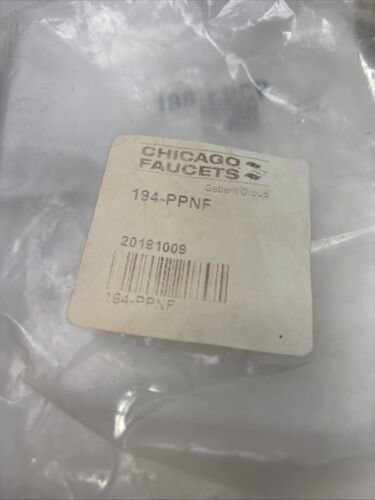 CHICAGO
FAUCETS
Geberit Group
194-PPNF
20181009
194-PPNF